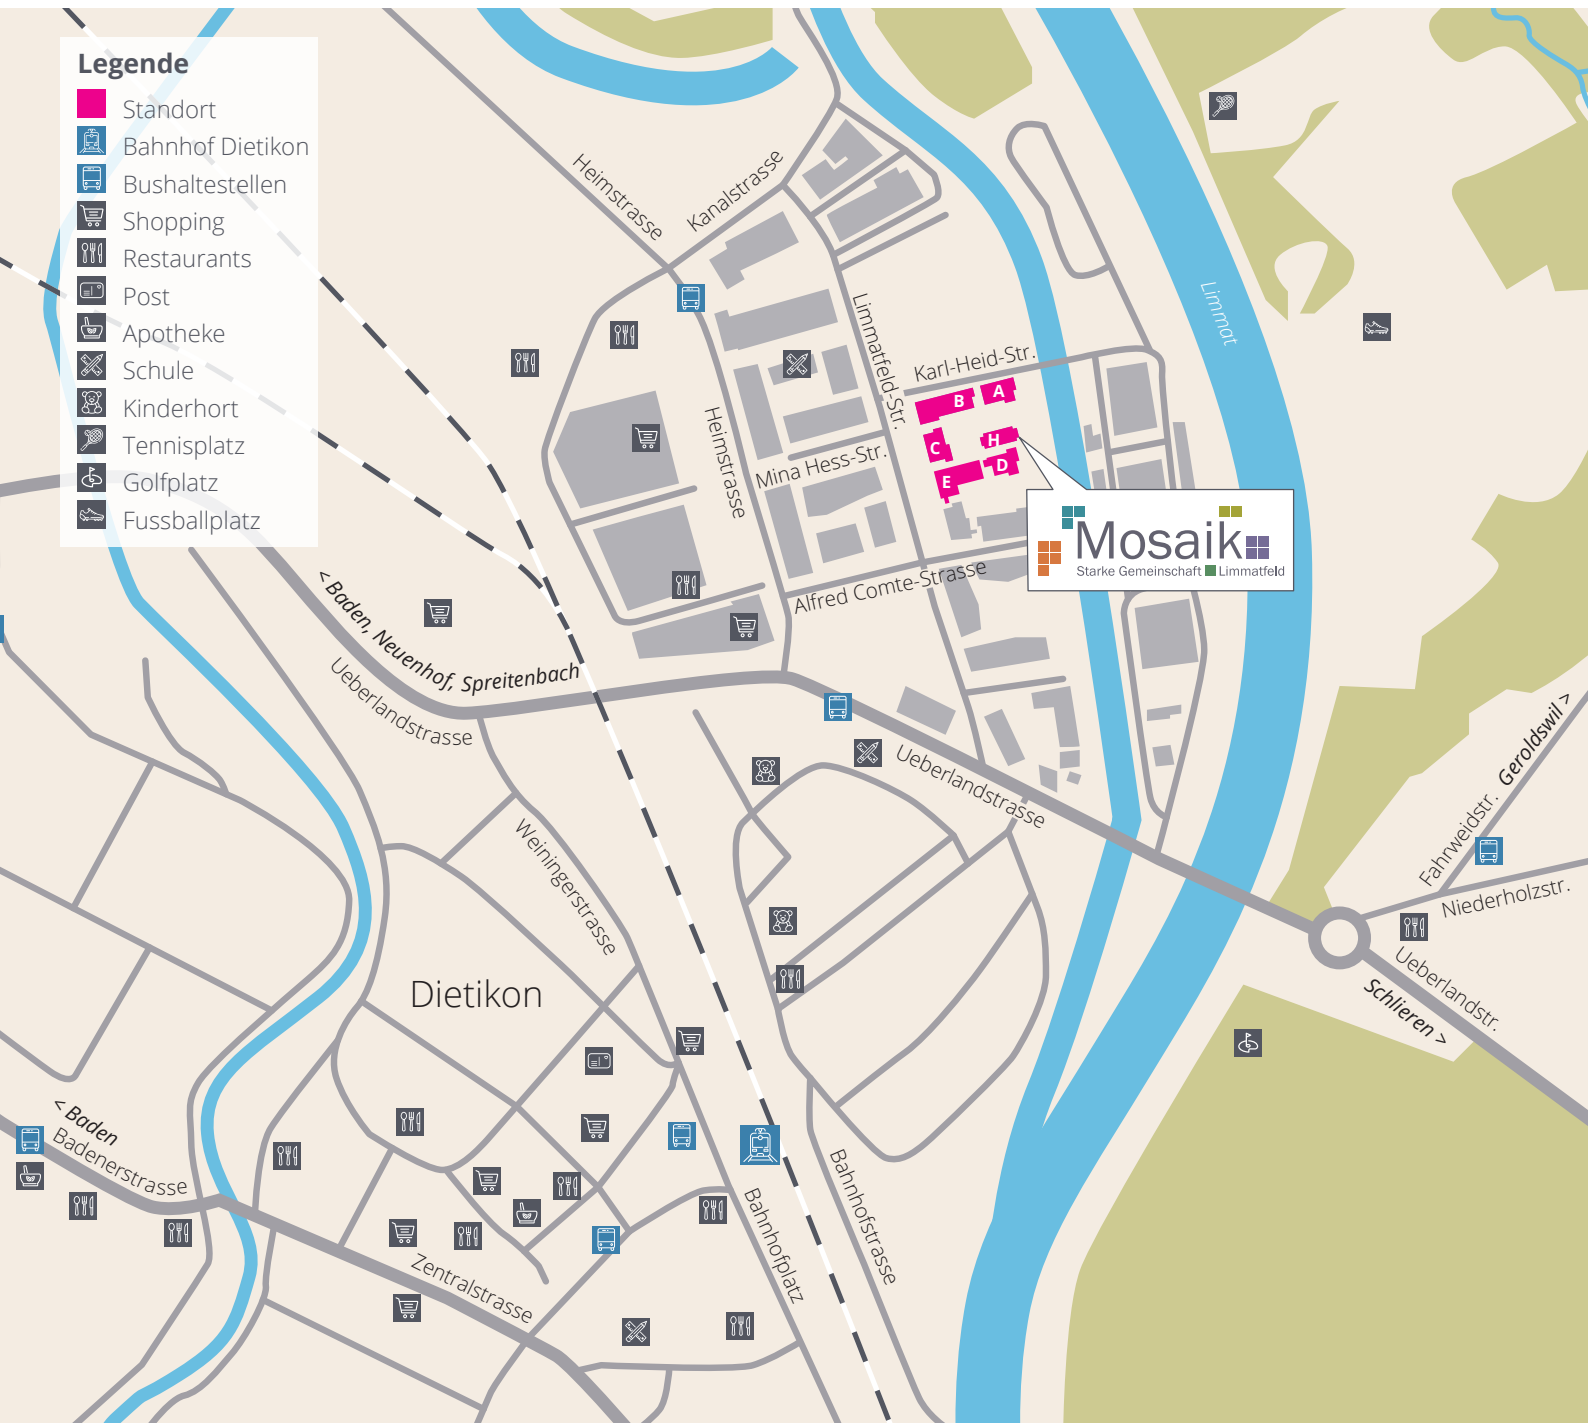 Legende
Standort
Bahnhof Dietikon
Bushaltestellen
Shopping
Restaurants
Post
Apotheke
Schule
Kinderhort
Tennisplatz
Golfplatz
Fussballplatz
Heimstrasse
Kanalstrasse
Limmat
Limmatfeld-Str.
Karl-Heid-Str.
A
B
Heimstrasse
C
H
D
E
Mina Hess-Str.
Mosaik
Starke Gemeinschaft Limmatfeld
Alfred Comte-Strasse
< Baden, Neuenhof, Spreitenbach
Ueberlandstrasse
Ueberlandstrasse
Geroldswil >
Fahrweidstr.
Niederholzstr.
Weiningerstrasse
Dietikon
Ueberlandstr.
Schlieren >
< Baden
Badenerstrasse
Bahnhofstrasse
Bahnhofplatz
Zentralstrasse